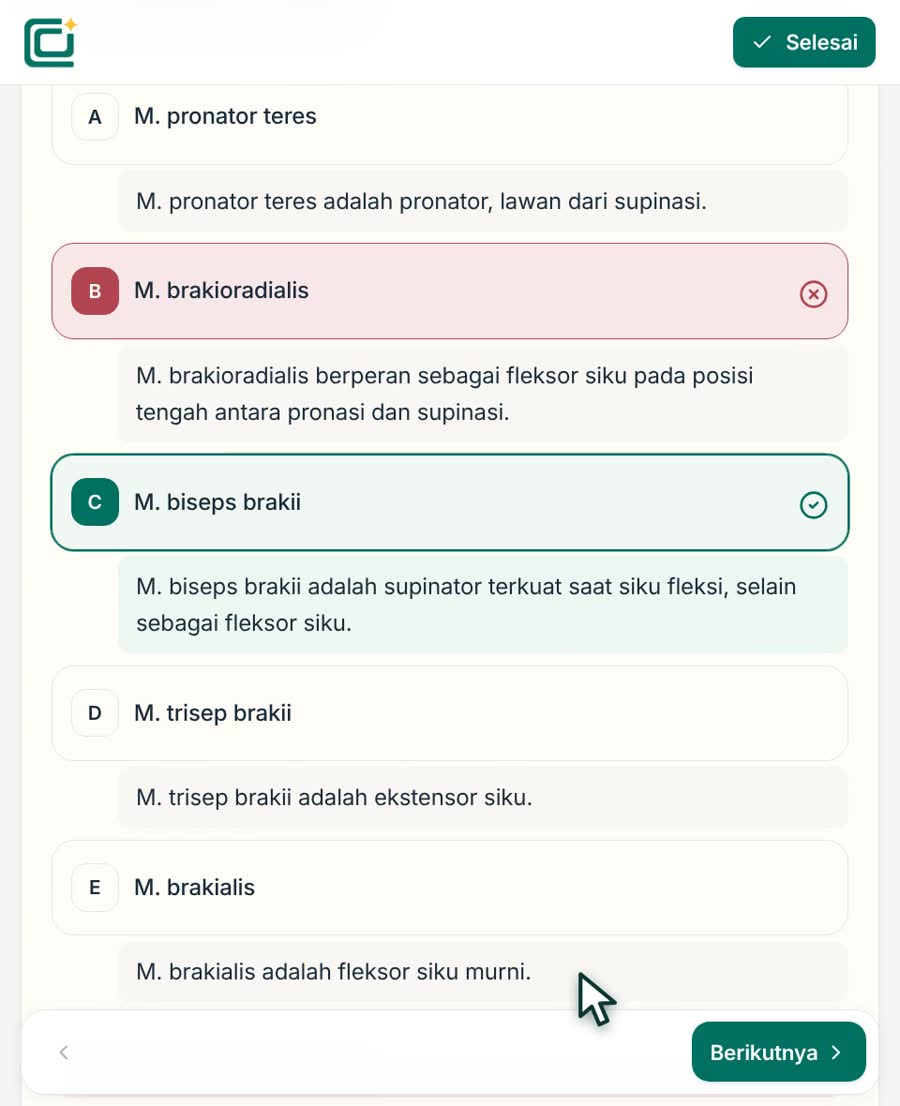 Selesai
A
M. pronator teres
M. pronator teres adalah pronator, lawan dari supinasi.
B
M. brakioradialis
M. brakioradialis berperan sebagai fleksor siku pada posisi
tengah antara pronasi dan supinasi.
C
M. biseps brakii
M. biseps brakii adalah supinator terkuat saat siku fleksi, selain
sebagai fleksor siku.
D
M. trisep brakii
M. trisep brakii adalah ekstensor siku.
E
M. brakialis
M. brakialis adalah fleksor siku murni.
Berikutnya